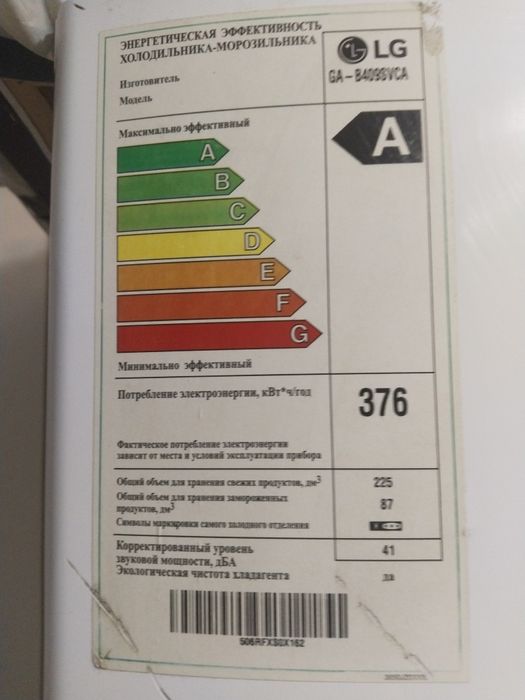 ЭНЕРГЕТИЧЕСКАЯ ЭФФЕКТИВНОСТЬ
ХОЛОДИЛЬНИКА-МОРОЗИЛЬНИКА
LG
Изготовитель
GA-B409SVCA
Модель
Максимально эффективный
A
A
B
C
D
E
F
G
Минимально эффективный
Потребление электроэнергии, кВт*ч/год
376
Фактическое потребление электроэнергии
зависит от места и условий эксплуатации прибора
Общий объем для хранения свежих продуктов, дм³ 225
Общий объем для хранения замороженных
продуктов, дм³ 87
Символы маркировки самого холодного отделения
Корректированный уровень
звуковой мощности, дБА 41
Экологическая чистота хладагента да
506RFXS0X162